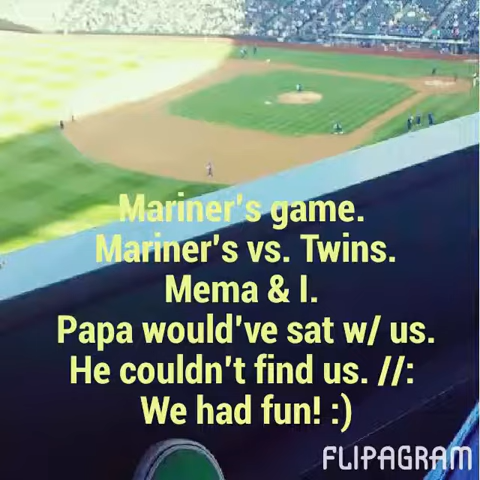 Mariner's game.
Mariner's vs. Twins.
Mema & I.
Papa would've sat w/ us.
He couldn't find us. //:
We had fun! :)
FLIPAGRAM